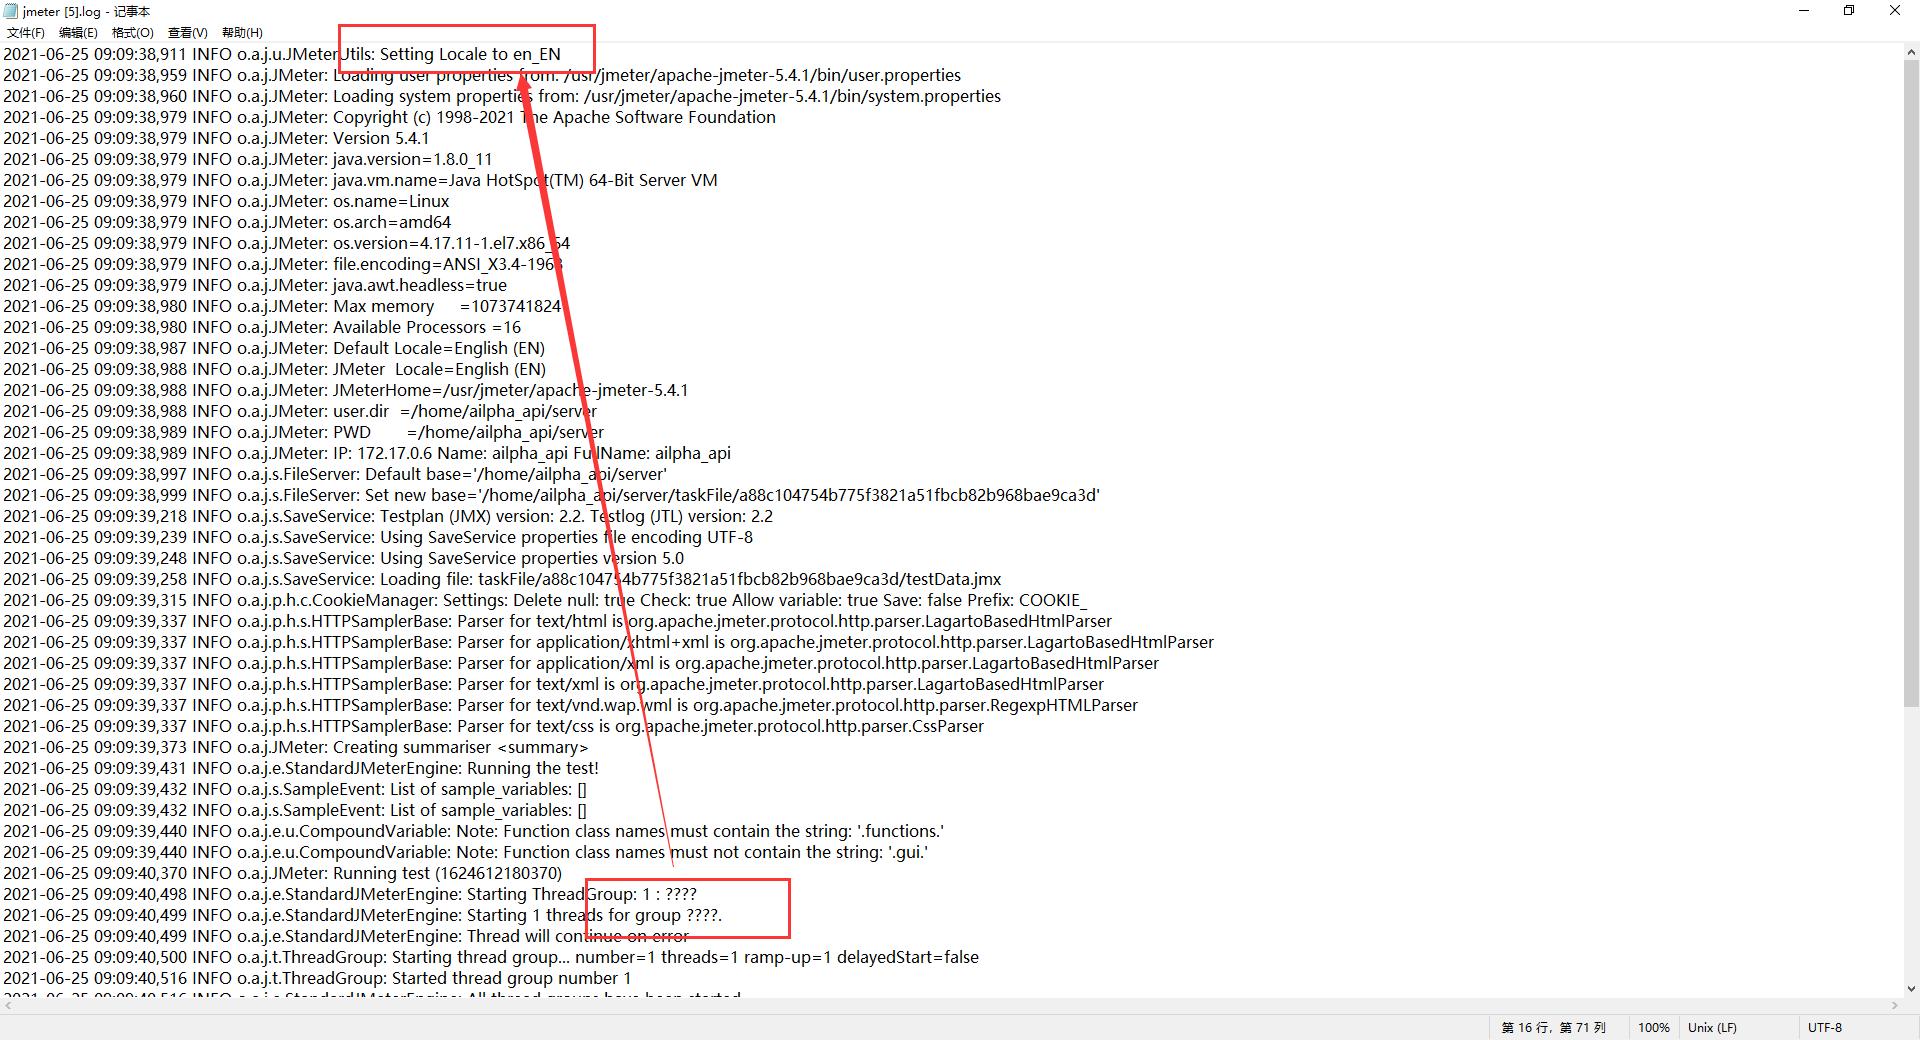 jmeter [5].log - 记事本
文件(F) 编辑(E) 格式(O) 查看(V) 帮助(H)
2021-06-25 09:09:38,911 INFO o.a.j.u.JMeterUtils: Setting Locale to en_EN
2021-06-25 09:09:38,959 INFO o.a.j.JMeter: Loading user properties from: /usr/jmeter/apache-jmeter-5.4.1/bin/user.properties
2021-06-25 09:09:38,960 INFO o.a.j.JMeter: Loading system properties from: /usr/jmeter/apache-jmeter-5.4.1/bin/system.properties
2021-06-25 09:09:38,979 INFO o.a.j.JMeter: Copyright (c) 1998-2021 The Apache Software Foundation
2021-06-25 09:09:38,979 INFO o.a.j.JMeter: Version 5.4.1
2021-06-25 09:09:38,979 INFO o.a.j.JMeter: java.version=1.8.0_11
2021-06-25 09:09:38,979 INFO o.a.j.JMeter: java.vm.name=Java HotSpot(TM) 64-Bit Server VM
2021-06-25 09:09:38,979 INFO o.a.j.JMeter: os.name=Linux
2021-06-25 09:09:38,979 INFO o.a.j.JMeter: os.arch=amd64
2021-06-25 09:09:38,979 INFO o.a.j.JMeter: os.version=4.17.11-1.el7.x86_64
2021-06-25 09:09:38,979 INFO o.a.j.JMeter: file.encoding=ANSI_X3.4-1968
2021-06-25 09:09:38,979 INFO o.a.j.JMeter: java.awt.headless=true
2021-06-25 09:09:38,980 INFO o.a.j.JMeter: Max memory     =1073741824
2021-06-25 09:09:38,980 INFO o.a.j.JMeter: Available Processors =16
2021-06-25 09:09:38,987 INFO o.a.j.JMeter: Default Locale=English (EN)
2021-06-25 09:09:38,988 INFO o.a.j.JMeter: JMeter  Locale=English (EN)
2021-06-25 09:09:38,988 INFO o.a.j.JMeter: JMeterHome=/usr/jmeter/apache-jmeter-5.4.1
2021-06-25 09:09:38,988 INFO o.a.j.JMeter: user.dir  =/home/ailpha_api/server
2021-06-25 09:09:38,989 INFO o.a.j.JMeter: PWD       =/home/ailpha_api/server
2021-06-25 09:09:38,989 INFO o.a.j.JMeter: IP: 172.17.0.6 Name: ailpha_api FullName: ailpha_api
2021-06-25 09:09:38,997 INFO o.a.j.s.FileServer: Default base='/home/ailpha_api/server'
2021-06-25 09:09:38,999 INFO o.a.j.s.FileServer: Set new base='/home/ailpha_api/server/taskFile/a88c104754b775f3821a51fbcb82b968bae9ca3d'
2021-06-25 09:09:39,218 INFO o.a.j.s.SaveService: Testplan (JMX) version: 2.2. Testlog (JTL) version: 2.2
2021-06-25 09:09:39,239 INFO o.a.j.s.SaveService: Using SaveService properties file encoding UTF-8
2021-06-25 09:09:39,248 INFO o.a.j.s.SaveService: Using SaveService properties version 5.0
2021-06-25 09:09:39,258 INFO o.a.j.s.SaveService: Loading file: taskFile/a88c104754b775f3821a51fbcb82b968bae9ca3d/testData.jmx
2021-06-25 09:09:39,315 INFO o.a.j.p.h.c.CookieManager: Settings: Delete null: true Check: true Allow variable: true Save: false Prefix: COOKIE_
2021-06-25 09:09:39,337 INFO o.a.j.p.h.s.HTTPSamplerBase: Parser for text/html is org.apache.jmeter.protocol.http.parser.LagartoBasedHtmlParser
2021-06-25 09:09:39,337 INFO o.a.j.p.h.s.HTTPSamplerBase: Parser for application/xhtml+xml is org.apache.jmeter.protocol.http.parser.LagartoBasedHtmlParser
2021-06-25 09:09:39,337 INFO o.a.j.p.h.s.HTTPSamplerBase: Parser for application/xml is org.apache.jmeter.protocol.http.parser.LagartoBasedHtmlParser
2021-06-25 09:09:39,337 INFO o.a.j.p.h.s.HTTPSamplerBase: Parser for text/xml is org.apache.jmeter.protocol.http.parser.LagartoBasedHtmlParser
2021-06-25 09:09:39,337 INFO o.a.j.p.h.s.HTTPSamplerBase: Parser for text/vnd.wap.wml is org.apache.jmeter.protocol.http.parser.RegexpHTMLParser
2021-06-25 09:09:39,337 INFO o.a.j.p.h.s.HTTPSamplerBase: Parser for text/css is org.apache.jmeter.protocol.http.parser.CssParser
2021-06-25 09:09:39,373 INFO o.a.j.JMeter: Creating summariser <summary>
2021-06-25 09:09:39,431 INFO o.a.j.e.StandardJMeterEngine: Running the test!
2021-06-25 09:09:39,432 INFO o.a.j.s.SampleEvent: List of sample_variables: []
2021-06-25 09:09:39,432 INFO o.a.j.s.SampleEvent: List of sample_variables: []
2021-06-25 09:09:39,440 INFO o.a.j.e.u.CompoundVariable: Note: Function class names must contain the string: '.functions.'
2021-06-25 09:09:39,440 INFO o.a.j.e.u.CompoundVariable: Note: Function class names must not contain the string: '.gui.'
2021-06-25 09:09:40,370 INFO o.a.j.JMeter: Running test (1624612180370)
2021-06-25 09:09:40,498 INFO o.a.j.e.StandardJMeterEngine: Starting ThreadGroup: 1 : ????
2021-06-25 09:09:40,499 INFO o.a.j.e.StandardJMeterEngine: Starting 1 threads for group ????.
2021-06-25 09:09:40,499 INFO o.a.j.e.StandardJMeterEngine: Thread will continue on error
2021-06-25 09:09:40,500 INFO o.a.j.t.ThreadGroup: Starting thread group... number=1 threads=1 ramp-up=1 delayedStart=false
2021-06-25 09:09:40,516 INFO o.a.j.t.ThreadGroup: Started thread group number 1
2021-06-25 09:09:40,516 INFO o.a.j.e.StandardJMeterEngine: All thread groups have been started
第 16 行，第 71 列 100% Unix (LF) UTF-8